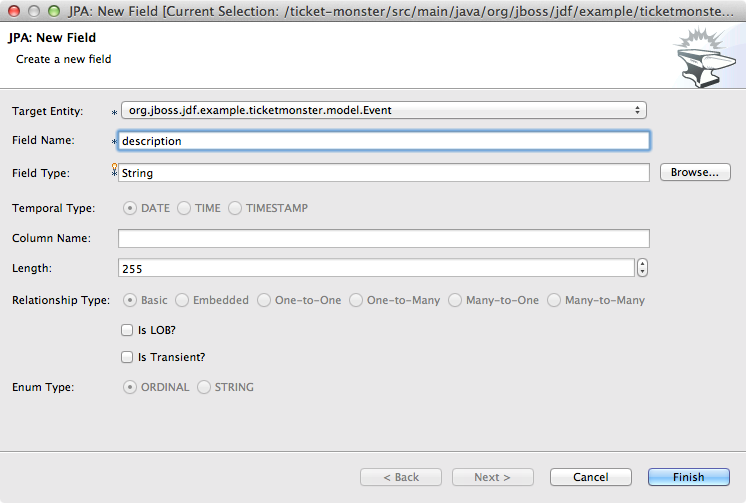 JPA: New Field [Current Selection: /ticket-monster/src/main/java/org/jboss/jdf/example/ticketmonste...
JPA: New Field
Create a new field
Target Entity: * org.jboss.jdf.example.ticketmonster.model.Event
Field Name: * description
Field Type: * String Browse...
Temporal Type: DATE TIME TIMESTAMP
Column Name:
Length: 255
Relationship Type: Basic Embedded One-to-One One-to-Many Many-to-One Many-to-Many
Is LOB?
Is Transient?
Enum Type: ORDINAL STRING
< Back Next > Cancel Finish